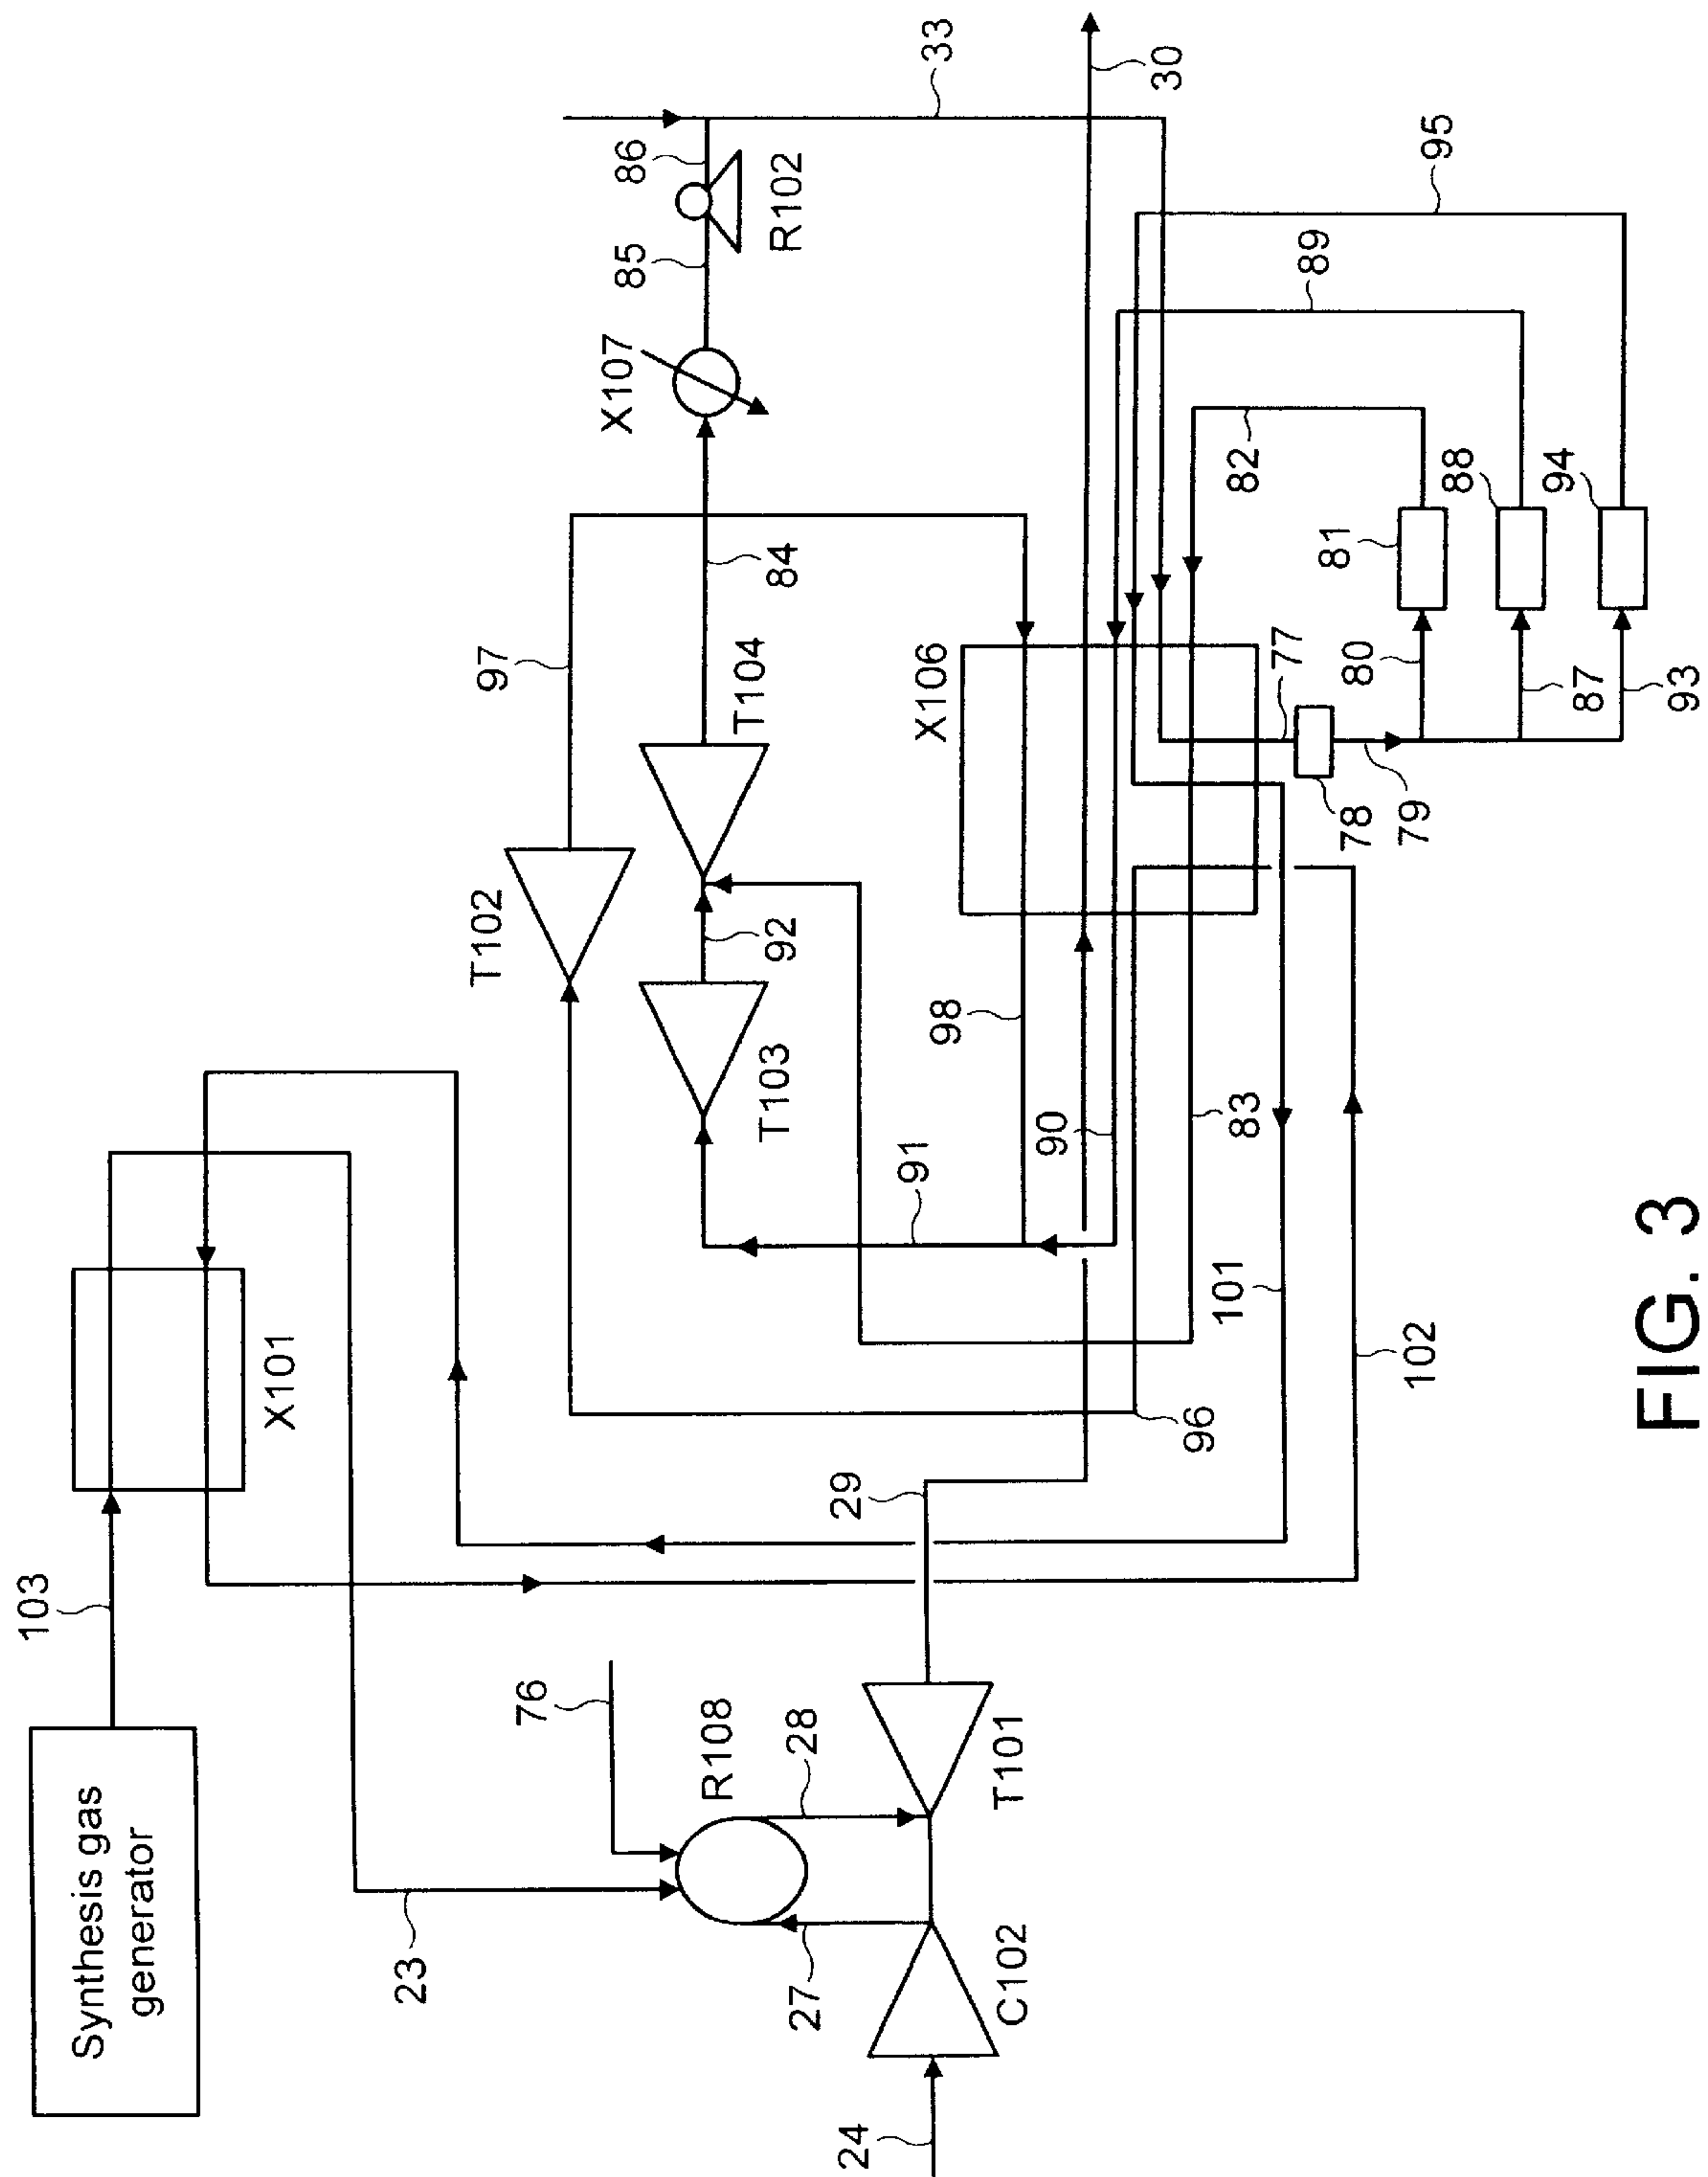 Synthesis gas
generator
103
X101
23
76
R108
28
27
24
C102
T101
29
96
102
101
91
90
83
98
T103
92
T102
T104
97
84
X106
X107
85
86
R102
33
30
95
89
82
81
88
94
80
87
93
77
78
79
FIG. 3